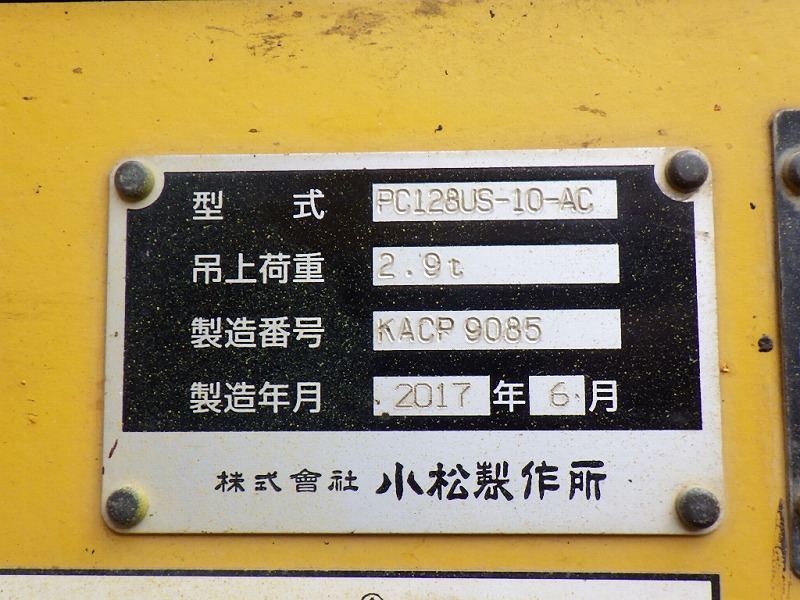 型 式 PC128US-10-AC
吊上荷重 2.9t
製造番号 KACP 9085
製造年月 2017 年 6 月
株式會社 小松製作所